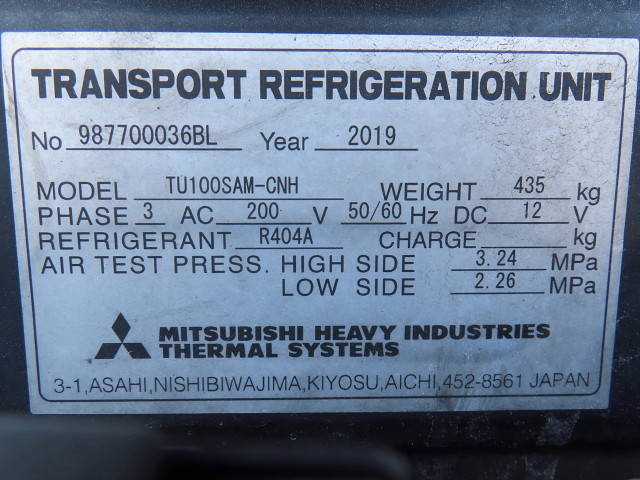 TRANSPORT REFRIGERATION UNIT
No 987700036BL Year 2019
MODEL TU100SAM-CNH WEIGHT 435 kg
PHASE 3 AC 200 V 50/60 Hz DC 12 V
REFRIGERANT R404A CHARGE kg
AIR TEST PRESS. HIGH SIDE 3.24 MPa
LOW SIDE 2.26 MPa
MITSUBISHI HEAVY INDUSTRIES
THERMAL SYSTEMS
3-1,ASAHI,NISHIBIWAJIMA,KIYOSU,AICHI,452-8561 JAPAN